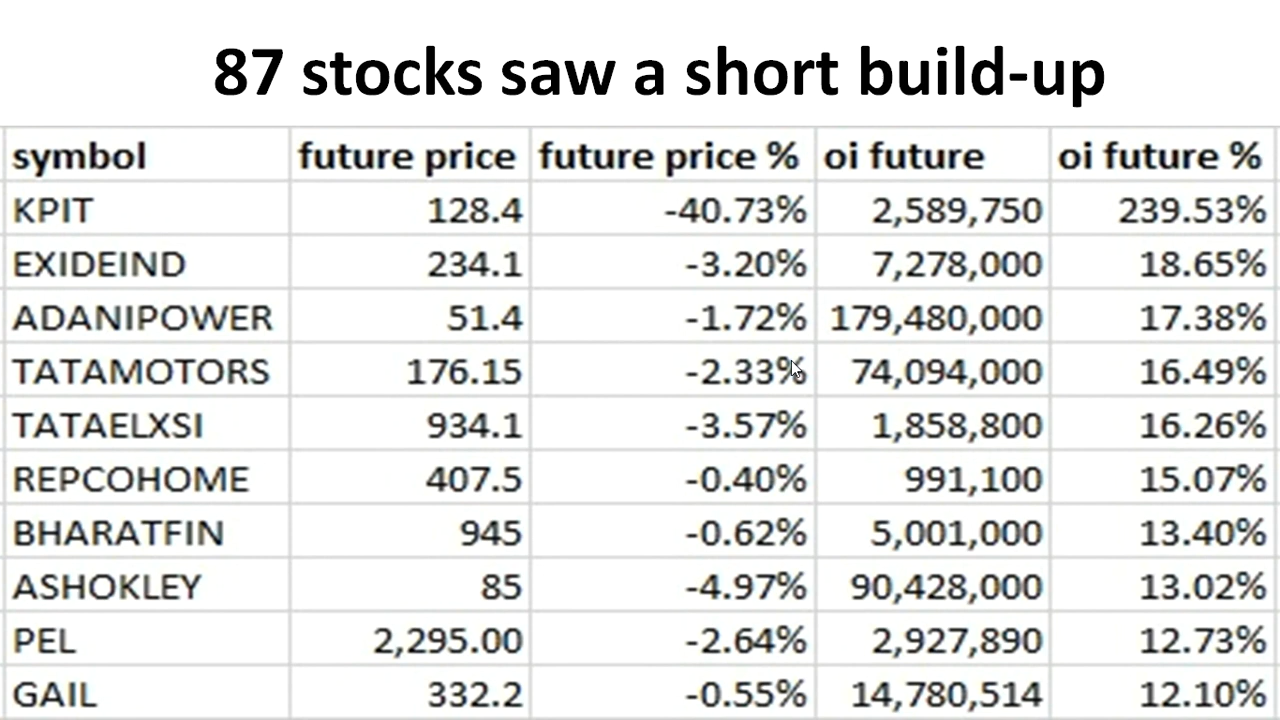 87 stocks saw a short build-up
symbol future price future price % oi future oi future %
KPIT 128.4 -40.73% 2,589,750 239.53%
EXIDEIND 234.1 -3.20% 7,278,000 18.65%
ADANIPOWER 51.4 -1.72% 179,480,000 17.38%
TATAMOTORS 176.15 -2.33% 74,094,000 16.49%
TATAELXSI 934.1 -3.57% 1,858,800 16.26%
REPCOHOME 407.5 -0.40% 991,100 15.07%
BHARATFIN 945 -0.62% 5,001,000 13.40%
ASHOKLEY 85 -4.97% 90,428,000 13.02%
PEL 2,295.00 -2.64% 2,927,890 12.73%
GAIL 332.2 -0.55% 14,780,514 12.10%